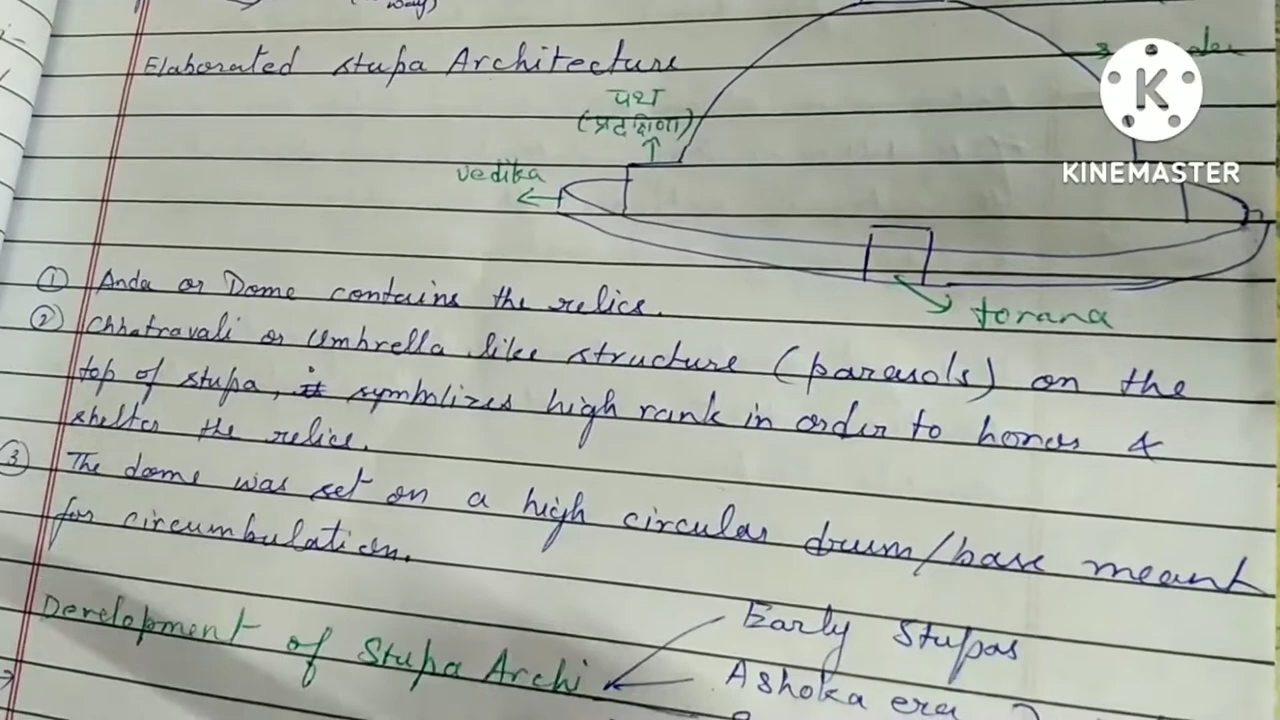 way)
Elaborated stupa Architecture
पथ
(प्रदक्षिणा)
vedika
K
KINEMASTER
torana
① Anda or Dome contains the relics.
② Chhatravali or Umbrella like structure (parasols) on the
top of stupa, it symbolizes high rank in order to honor &
shelter the relics.
③ The dome was set on a high circular drum/base meant
for circumbulation.
Development of Stupa Archi
Early Stupas
Ashoka era